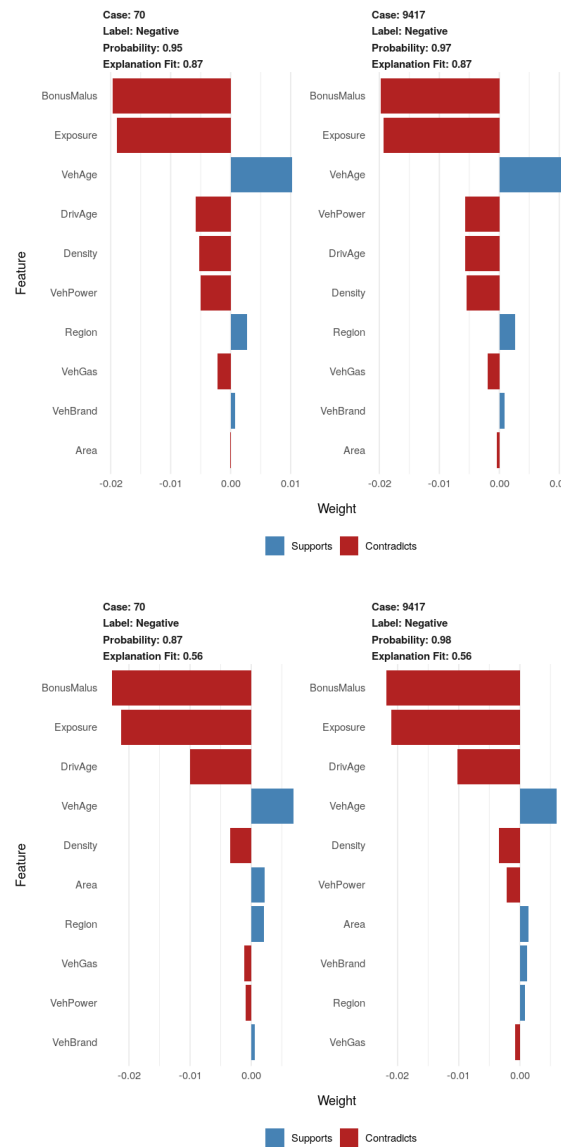 Case: 70
Label: Negative
Probability: 0.95
Explanation Fit: 0.87
Case: 9417
Label: Negative
Probability: 0.97
Explanation Fit: 0.87
Feature
BonusMalus
Exposure
VehAge
DrivAge
Density
VehPower
Region
VehGas
VehBrand
Area
BonusMalus
Exposure
VehAge
VehPower
DrivAge
Density
Region
VehGas
VehBrand
Area
-0.02 -0.01 0.00 0.01
-0.02 -0.01 0.00
Weight
Supports Contradicts
Case: 70
Label: Negative
Probability: 0.87
Explanation Fit: 0.56
Case: 9417
Label: Negative
Probability: 0.98
Explanation Fit: 0.56
Feature
BonusMalus
Exposure
DrivAge
VehAge
Density
Area
Region
VehGas
VehPower
VehBrand
BonusMalus
Exposure
DrivAge
VehAge
Density
VehPower
Area
VehBrand
Region
VehGas
-0.02 -0.01 0.00
-0.02 -0.01 0.00
Weight
Supports Contradicts